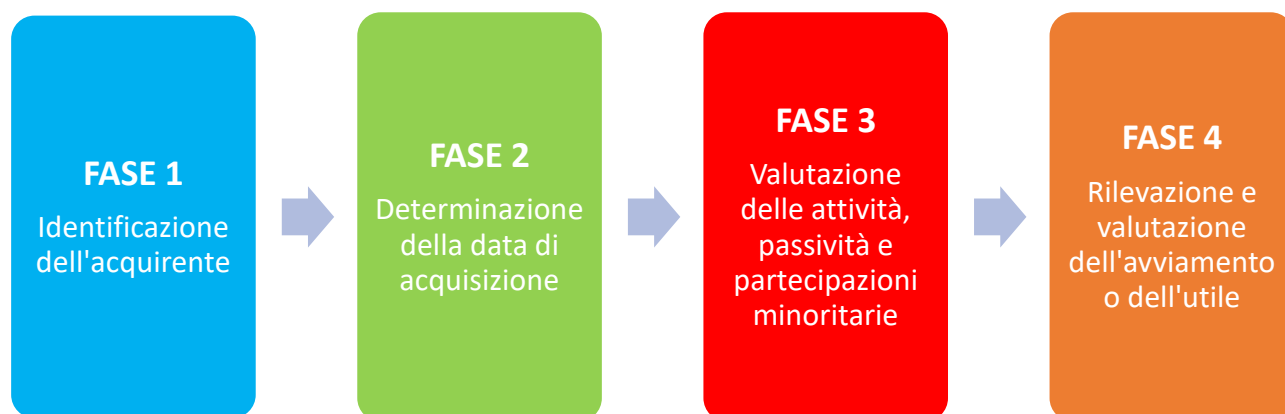 FASE 1
Identificazione
dell'acquirente
FASE 2
Determinazione
della data di
acquisizione
FASE 3
Valutazione
delle attività,
passività e
partecipazioni
minoritarie
FASE 4
Rilevazione e
valutazione
dell'avviamento
o dell'utile